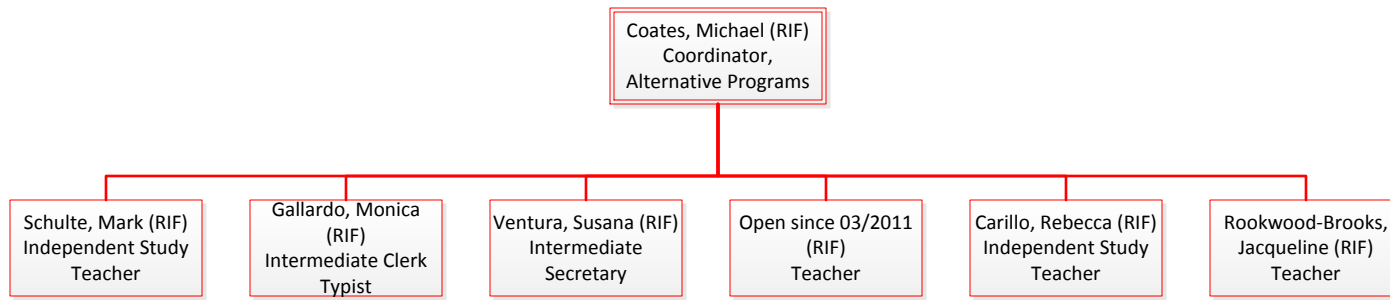 Coates, Michael (RIF)
Coordinator,
Alternative Programs
Schulte, Mark (RIF)
Independent Study
Teacher
Gallardo, Monica
(RIF)
Intermediate Clerk
Typist
Ventura, Susana (RIF)
Intermediate
Secretary
Open since 03/2011
(RIF)
Teacher
Carillo, Rebecca (RIF)
Independent Study
Teacher
Rookwood-Brooks,
Jacqueline (RIF)
Teacher